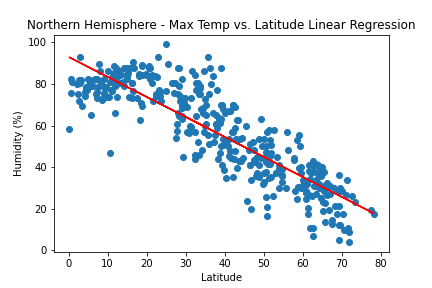 Northern Hemisphere - Max Temp vs. Latitude Linear Regression
100
80
60
40
20
0
Humidity (%)
0 10 20 30 40 50 60 70 80
Latitude